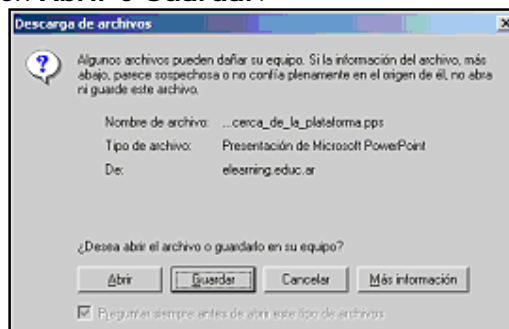 Descarga de archivos
Algunos archivos pueden dañar su equipo. Si la información del archivo, más
abajo, parece sospechosa o no confía plenamente en el origen de él, no abra
ni guarde este archivo.
Nombre de archivo: ...cerca_de_la_plataforma.pps
Tipo de archivo: Presentación de Microsoft PowerPoint
De: elearning.educ.ar
¿Desea abrir el archivo o guardarlo en su equipo?
Abrir Guardar Cancelar Más información
Preguntar siempre antes de abrir este tipo de archivos